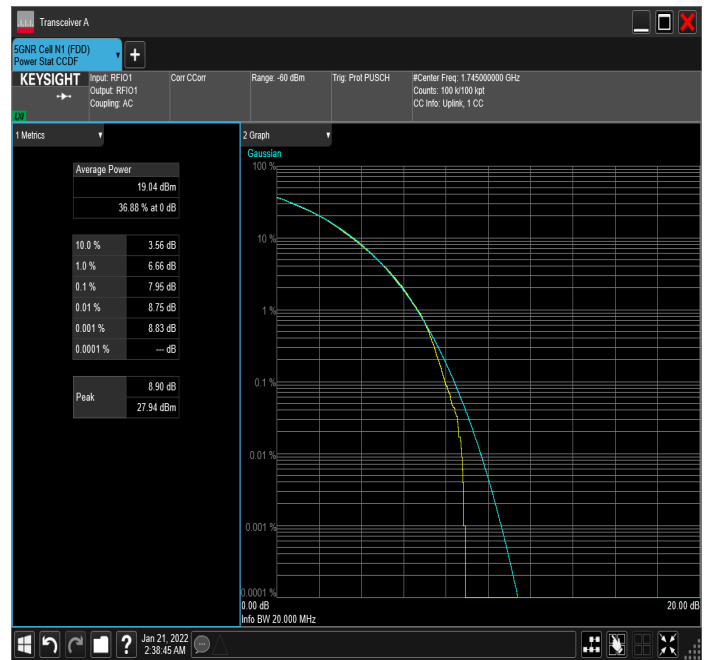 Transceiver A
5GNR Cell N1 (FDD)
Power Stat CCDF
KEYSIGHT
LXI
Input: RFIO1
Output: RFIO1
Coupling: AC
Corr CCorr
Range: -60 dBm
Trig: Prot PUSCH
#Center Freq: 1.745000000 GHz
Counts: 100 k/100 kpt
CC Info: Uplink, 1 CC
1 Metrics
Average Power
19.04 dBm
36.88 % at 0 dB
10.0 % 3.56 dB
1.0 % 6.66 dB
0.1 % 7.95 dB
0.01 % 8.75 dB
0.001 % 8.83 dB
0.0001 % --- dB
Peak
8.90 dB
27.94 dBm
2 Graph
Gaussian
100 %
10 %
1 %
0.1 %
0.01 %
0.001 %
0.0001 %
0.00 dB 20.00 dB
Info BW 20.000 MHz
Jan 21, 2022
2:38:45 AM